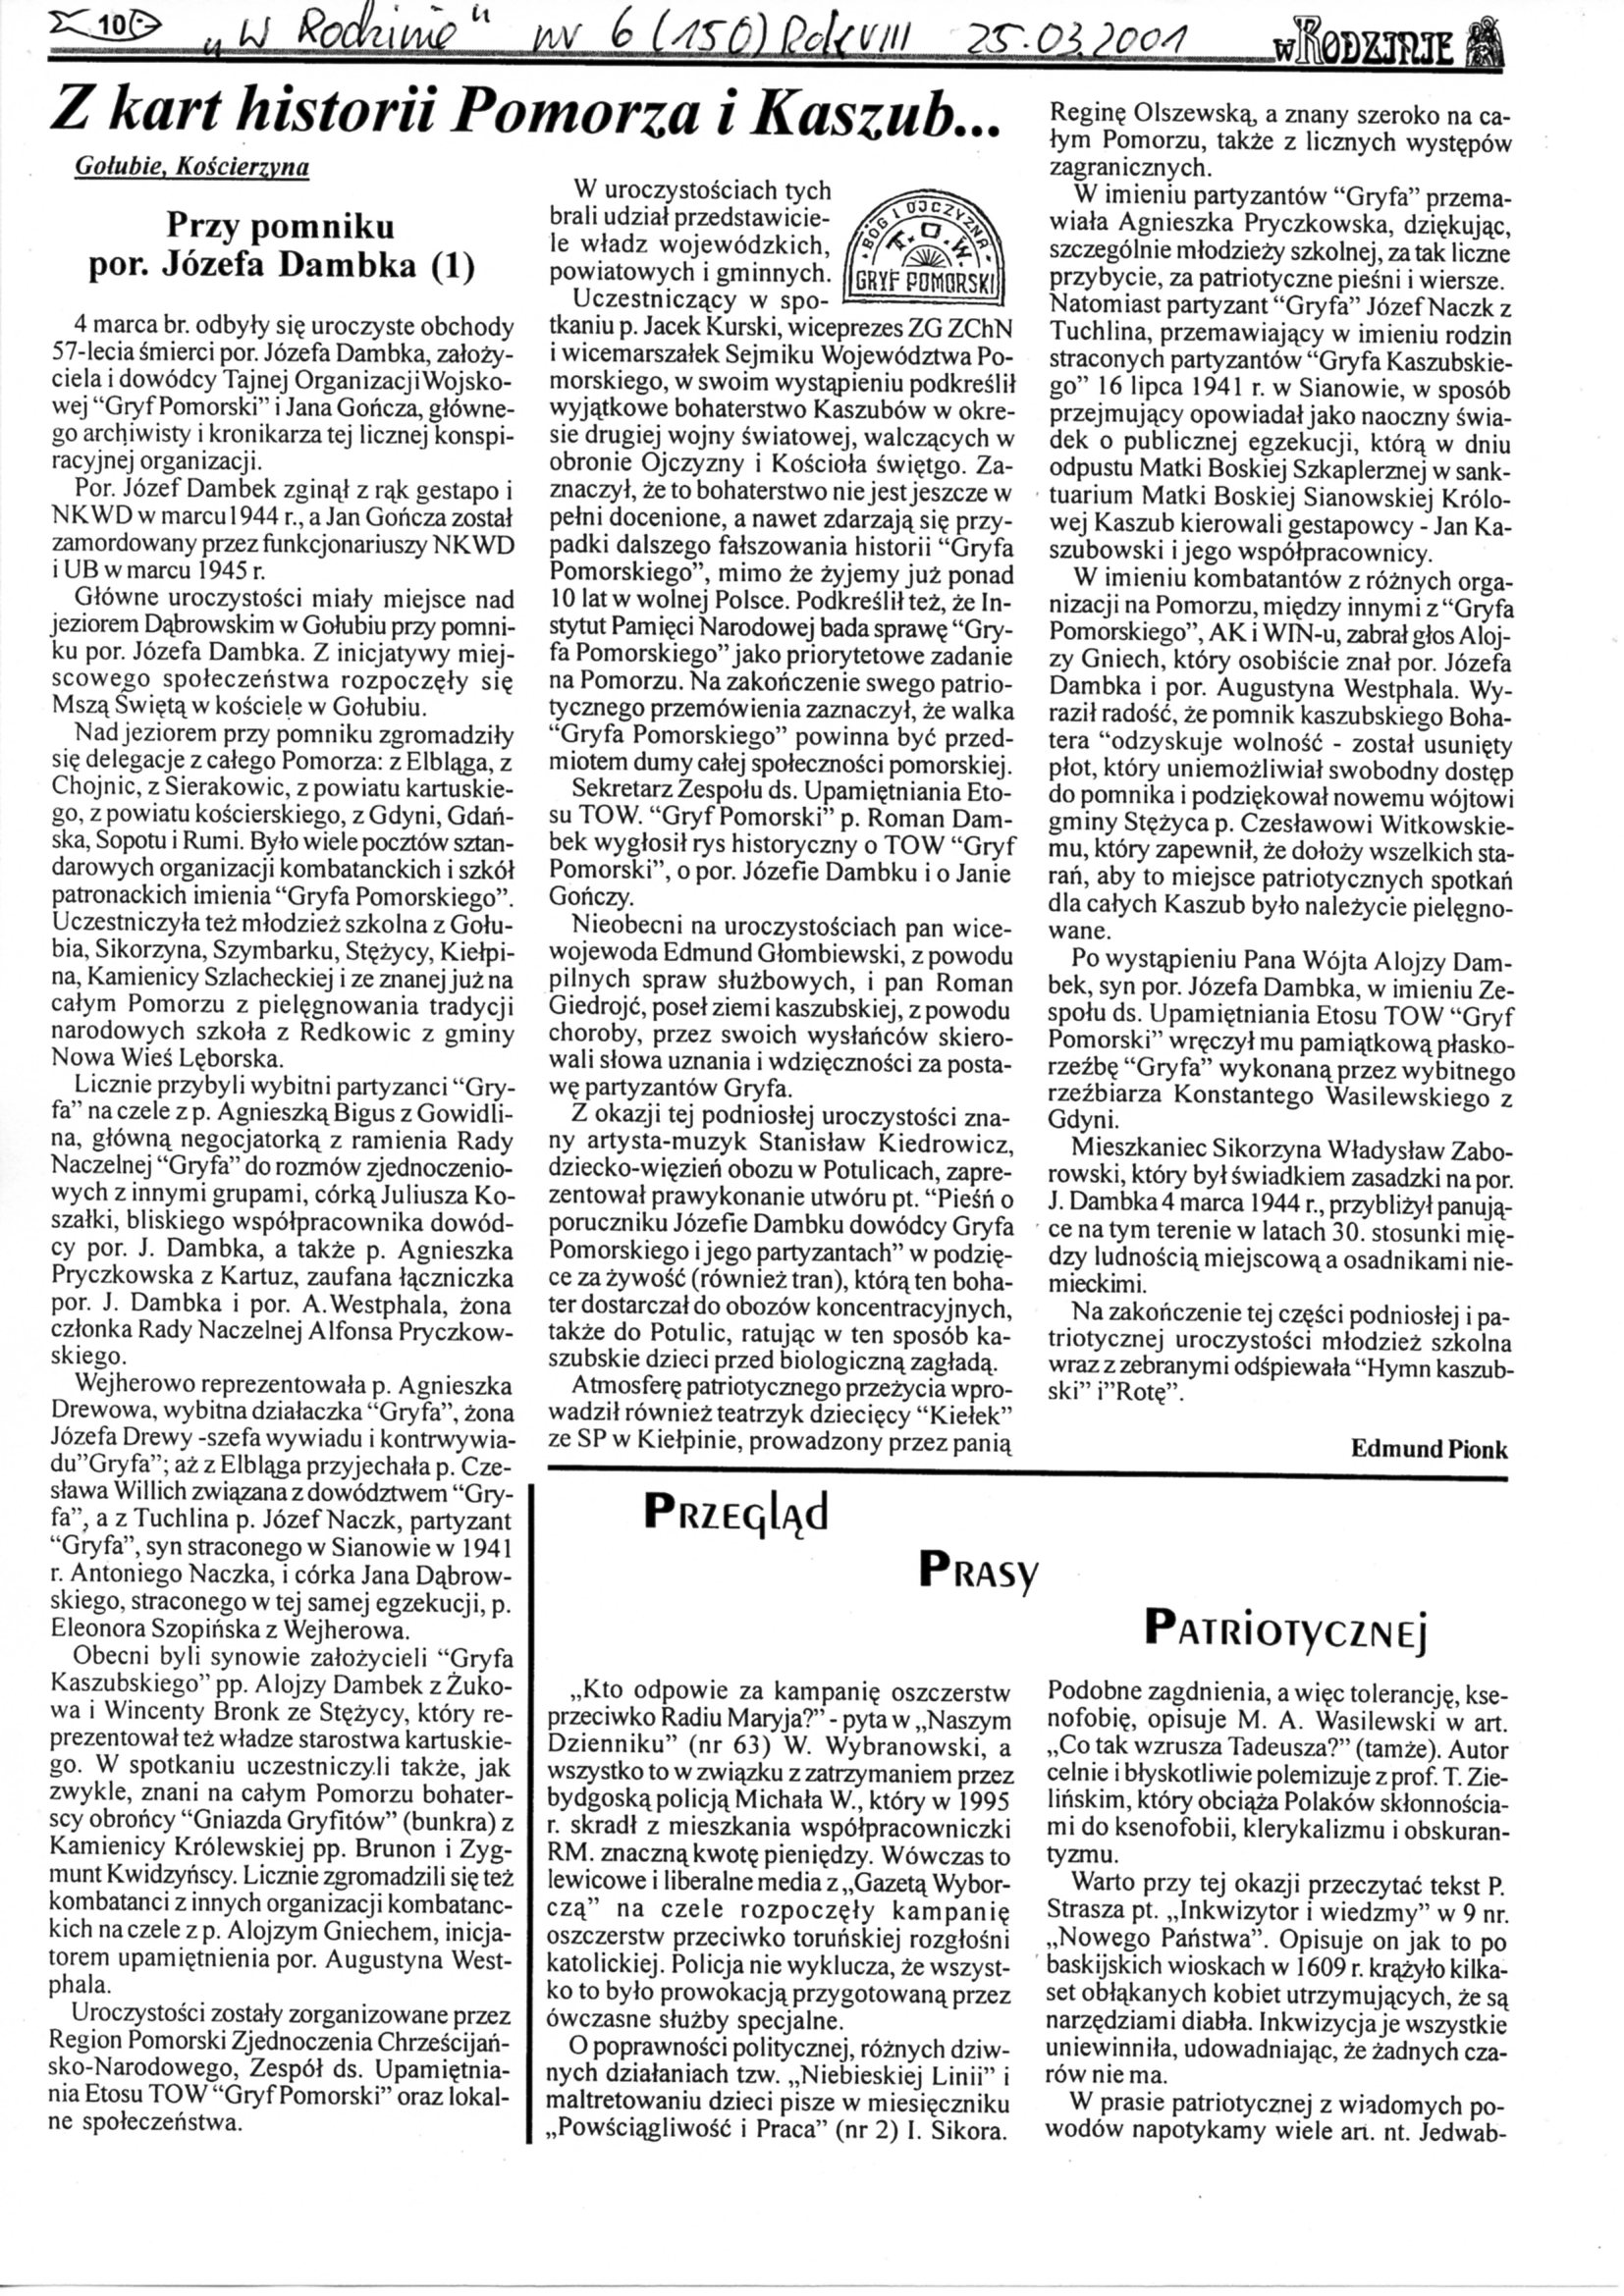 10
„W Rodzinie" nr 6 (150) Rok VIII 25.03.2001
wRODZINIE
Z kart historii Pomorza i Kaszub...
Gołubie, Kościerzyna
Przy pomniku
por. Józefa Dambka (1)
4 marca br. odbyły się uroczyste obchody
57-lecia śmierci por. Józefa Dambka, założy-
ciela i dowódcy Tajnej Organizacji Wojsko-
wej “Gryf Pomorski” i Jana Gończa, główne-
go archiwisty i kronikarza tej licznej konspi-
racyjnej organizacji.
Por. Józef Dambek zginął z rąk gestapo i
NKWD w marcu 1944 r., a Jan Gończa został
zamordowany przez funkcjonariuszy NKWD
i UB w marcu 1945 r.
Główne uroczystości miały miejsce nad
jeziorem Dąbrowskim w Gołubiu przy pomni-
ku por. Józefa Dambka. Z inicjatywy miej-
scowego społeczeństwa rozpoczęły się
Mszą Świętą w kościele w Gołubiu.
Nad jeziorem przy pomniku zgromadziły
się delegacje z całego Pomorza: z Elbląga, z
Chojnic, z Sierakowic, z powiatu kartuskie-
go, z powiatu kościerskiego, z Gdyni, Gdań-
ska, Sopotu i Rumi. Było wiele pocztów sztan-
darowych organizacji kombatanckich i szkół
patronackich imienia “Gryfa Pomorskiego”.
Uczestniczyła też młodzież szkolna z Gołu-
bia, Sikorzyna, Szymbarku, Stężycy, Kiełpi-
na, Kamienicy Szlacheckiej i ze znanej już na
całym Pomorzu z pielęgnowania tradycji
narodowych szkoła z Redkowic z gminy
Nowa Wieś Lęborska.
Licznie przybyli wybitni partyzanci “Gry-
fa” na czele z p. Agnieszką Bigus z Gowidli-
na, główną negocjatorką z ramienia Rady
Naczelnej “Gryfa” do rozmów zjednoczenio-
wych z innymi grupami, córką Juliusza Ko-
szałki, bliskiego współpracownika dowód-
cy por. J. Dambka, a także p. Agnieszka
Pryczkowska z Kartuz, zaufana łączniczka
por. J. Dambka i por. A.Westphala, żona
członka Rady Naczelnej Alfonsa Pryczkow-
skiego.
Wejherowo reprezentowała p. Agnieszka
Drewowa, wybitna działaczka “Gryfa”, żona
Józefa Drewy -szefa wywiadu i kontrwywia-
du”Gryfa”; aż z Elbląga przyjechała p. Cze-
sława Willich związana z dowództwem “Gry-
fa”, a z Tuchlina p. Józef Naczk, partyzant
“Gryfa”, syn straconego w Sianowie w 1941
r. Antoniego Naczka, i córka Jana Dąbrow-
skiego, straconego w tej samej egzekucji, p.
Eleonora Szopińska z Wejherowa.
Obecni byli synowie założycieli “Gryfa
Kaszubskiego” pp. Alojzy Dambek z Żuko-
wa i Wincenty Bronk ze Stężycy, który re-
prezentował też władze starostwa kartuskie-
go. W spotkaniu uczestniczyli także, jak
zwykle, znani na całym Pomorzu bohater-
scy obrońcy “Gniazda Gryfitów” (bunkra) z
Kamienicy Królewskiej pp. Brunon i Zyg-
munt Kwidzyńscy. Licznie zgromadzili się też
kombatanci z innych organizacji kombatanc-
kich na czele z p. Alojzym Gniechem, inicja-
torem upamiętnienia por. Augustyna West-
phala.
Uroczystości zostały zorganizowane przez
Region Pomorski Zjednoczenia Chrześcijań-
sko-Narodowego, Zespół ds. Upamiętnia-
nia Etosu TOW “Gryf Pomorski” oraz lokal-
ne społeczeństwa.
W uroczystościach tych
brali udział przedstawicie-
le władz wojewódzkich,
powiatowych i gminnych.
BÓG I OJCZYZNA
T.O.W.
GRYF POMORSKI
Uczestniczący w spo-
tkaniu p. Jacek Kurski, wiceprezes ZG ZChN
i wicemarszałek Sejmiku Województwa Po-
morskiego, w swoim wystąpieniu podkreślił
wyjątkowe bohaterstwo Kaszubów w okre-
sie drugiej wojny światowej, walczących w
obronie Ojczyzny i Kościoła świętgo. Za-
znaczył, że to bohaterstwo nie jest jeszcze w
pełni docenione, a nawet zdarzają się przy-
padki dalszego fałszowania historii “Gryfa
Pomorskiego”, mimo że żyjemy już ponad
10 lat w wolnej Polsce. Podkreślił też, że In-
stytut Pamięci Narodowej bada sprawę “Gry-
fa Pomorskiego” jako priorytetowe zadanie
na Pomorzu. Na zakończenie swego patrio-
tycznego przemówienia zaznaczył, że walka
“Gryfa Pomorskiego” powinna być przed-
miotem dumy całej społeczności pomorskiej.
Sekretarz Zespołu ds. Upamiętniania Eto-
su TOW. “Gryf Pomorski” p. Roman Dam-
bek wygłosił rys historyczny o TOW “Gryf
Pomorski”, o por. Józefie Dambku i o Janie
Gończy.
Nieobecni na uroczystościach pan wice-
wojewoda Edmund Głombiewski, z powodu
pilnych spraw służbowych, i pan Roman
Giedrojć, poseł ziemi kaszubskiej, z powodu
choroby, przez swoich wysłańców skiero-
wali słowa uznania i wdzięczności za posta-
wę partyzantów Gryfa.
Z okazji tej podniosłej uroczystości zna-
ny artysta-muzyk Stanisław Kiedrowicz,
dziecko-więzień obozu w Potulicach, zapre-
zentował prawykonanie utwóru pt. “Pieśń o
poruczniku Józefie Dambku dowódcy Gryfa
Pomorskiego i jego partyzantach” w podzię-
ce za żywość (również tran), którą ten boha-
ter dostarczał do obozów koncentracyjnych,
także do Potulic, ratując w ten sposób ka-
szubskie dzieci przed biologiczną zagładą.
Atmosferę patriotycznego przeżycia wpro-
wadził również teatrzyk dziecięcy “Kiełek”
ze SP w Kiełpinie, prowadzony przez panią
Reginę Olszewską, a znany szeroko na ca-
łym Pomorzu, także z licznych występów
zagranicznych.
W imieniu partyzantów “Gryfa” przema-
wiała Agnieszka Pryczkowska, dziękując,
szczególnie młodzieży szkolnej, za tak liczne
przybycie, za patriotyczne pieśni i wiersze.
Natomiast partyzant “Gryfa” Józef Naczk z
Tuchlina, przemawiający w imieniu rodzin
straconych partyzantów “Gryfa Kaszubskie-
go” 16 lipca 1941 r. w Sianowie, w sposób
przejmujący opowiadał jako naoczny świa-
dek o publicznej egzekucji, którą w dniu
odpustu Matki Boskiej Szkaplerznej w sank-
tuarium Matki Boskiej Sianowskiej Królo-
wej Kaszub kierowali gestapowcy - Jan Ka-
szubowski i jego współpracownicy.
W imieniu kombatantów z różnych orga-
nizacji na Pomorzu, między innymi z “Gryfa
Pomorskiego”, AK i WIN-u, zabrał głos Aloj-
zy Gniech, który osobiście znał por. Józefa
Dambka i por. Augustyna Westphala. Wy-
raził radość, że pomnik kaszubskiego Boha-
tera “odzyskuje wolność - został usunięty
płot, który uniemożliwiał swobodny dostęp
do pomnika i podziękował nowemu wójtowi
gminy Stężyca p. Czesławowi Witkowskie-
mu, który zapewnił, że dołoży wszelkich sta-
rań, aby to miejsce patriotycznych spotkań
dla całych Kaszub było należycie pielęgno-
wane.
Po wystąpieniu Pana Wójta Alojzy Dam-
bek, syn por. Józefa Dambka, w imieniu Ze-
społu ds. Upamiętniania Etosu TOW “Gryf
Pomorski” wręczył mu pamiątkową płasko-
rzeźbę “Gryfa” wykonaną przez wybitnego
rzeźbiarza Konstantego Wasilewskiego z
Gdyni.
Mieszkaniec Sikorzyna Władysław Zabo-
rowski, który był świadkiem zasadzki na por.
J. Dambka 4 marca 1944 r., przybliżył panują-
ce na tym terenie w latach 30. stosunki mię-
dzy ludnością miejscową a osadnikami nie-
mieckimi.
Na zakończenie tej części podniosłej i pa-
triotycznej uroczystości młodzież szkolna
wraz z zebranymi odśpiewała “Hymn kaszub-
ski” i”Rotę”.
Edmund Pionk
Przegląd
Prasy
Patriotycznej
„Kto odpowie za kampanię oszczerstw
przeciwko Radiu Maryja?” - pyta w „Naszym
Dzienniku” (nr 63) W. Wybranowski, a
wszystko to w związku z zatrzymaniem przez
bydgoską policją Michała W., który w 1995
r. skradł z mieszkania współpracowniczki
RM. znaczną kwotę pieniędzy. Wówczas to
lewicowe i liberalne media z „Gazetą Wybor-
czą” na czele rozpoczęły kampanię
oszczerstw przeciwko toruńskiej rozgłośni
katolickiej. Policja nie wyklucza, że wszyst-
ko to było prowokacją przygotowaną przez
ówczasne służby specjalne.
O poprawności politycznej, różnych dziw-
nych działaniach tzw. „Niebieskiej Linii” i
maltretowaniu dzieci pisze w miesięczniku
„Powściągliwość i Praca” (nr 2) I. Sikora.
Podobne zagdnienia, a więc tolerancję, kse-
nofobię, opisuje M. A. Wasilewski w art.
„Co tak wzrusza Tadeusza?” (tamże). Autor
celnie i błyskotliwie polemizuje z prof. T. Zie-
lińskim, który obciąża Polaków skłonnościa-
mi do ksenofobii, klerykalizmu i obskuran-
tyzmu.
Warto przy tej okazji przeczytać tekst P.
Strasza pt. „Inkwizytor i wiedzmy” w 9 nr.
„Nowego Państwa”. Opisuje on jak to po
baskijskich wioskach w 1609 r. krążyło kilka-
set obłąkanych kobiet utrzymujących, że są
narzędziami diabła. Inkwizycja je wszystkie
uniewinniła, udowadniając, że żadnych cza-
rów nie ma.
W prasie patriotycznej z wiadomych po-
wodów napotykamy wiele art. nt. Jedwab-